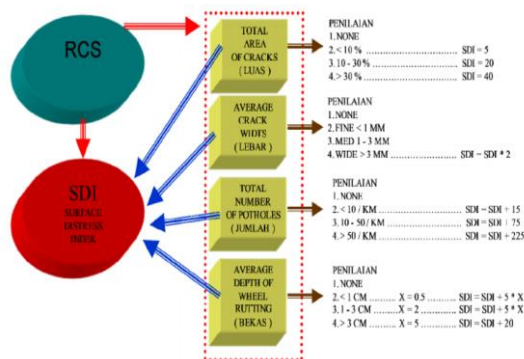 RCS
SDI
SURFACE
DISTRESS
INDEX
TOTAL
AREA
OF CRACKS
( LUAS )
PENILAIAN
1.NONE
2.< 10 % ........................ SDI = 5
3.10 - 30 % ........................ SDI = 20
4.> 30 % ........................ SDI = 40
AVERAGE
CRACK
WIDTS
( LEBAR )
PENILAIAN
1.NONE
2.FINE < 1 MM
3.MED 1 - 3 MM
4.WIDE > 3 MM ........................ SDI = SDI * 2
TOTAL
NUMBER
OF POTHOLES
( JUMLAH )
PENILAIAN
1.NONE
2.< 10 / KM ........................ SDI = SDI + 15
3.10 - 50 / KM ........................ SDI = SDI + 75
4.> 50 / KM ........................ SDI = SDI + 225
AVERAGE
DEPTH OF
WHEEL
RUTTING
( BEKAS )
PENILAIAN
1.NONE
2.< 1 CM .......... X = 0.5 .......... SDI = SDI + 5 * X
3.1 - 3 CM .......... X = 2 .......... SDI = SDI + 5 * X
4.> 3 CM .......... X = 5 .......... SDI = SDI + 20